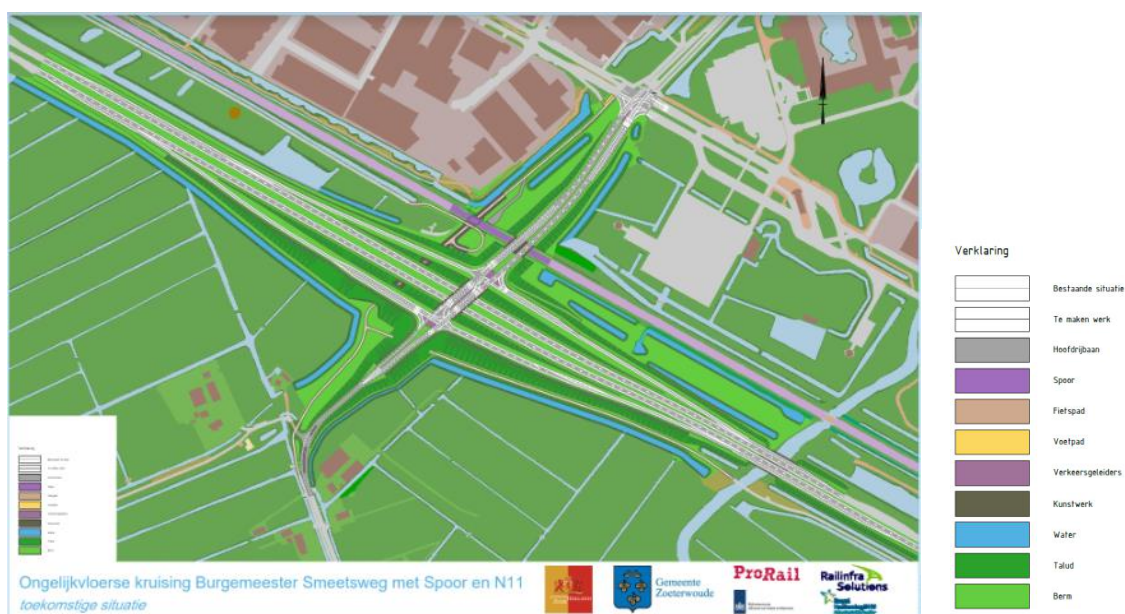 Verklaring
Bestaande situatie
Te maken werk
Hoofdrijbaan
Spoor
Fietspad
Voetpad
Verkeersgeleiders
Kunstwerk
Water
Talud
Berm
Ongelijkvloerse kruising Burgemeester Smeetsweg met Spoor en N11
toekomstige situatie
Gemeente
Zoeterwoude
ProRail
Railinfra
Solutions